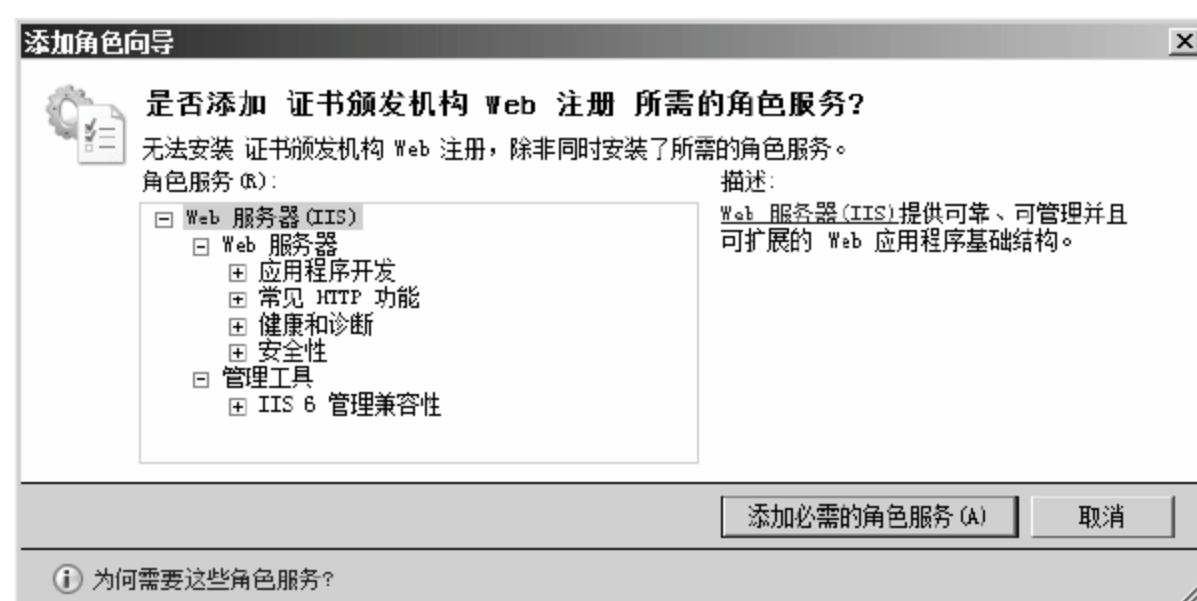 添加角色向导
是否添加 证书颁发机构 Web 注册 所需的角色服务?
无法安装 证书颁发机构 Web 注册，除非同时安装了所需的角色服务。
角色服务(R):
Web 服务器(IIS)
Web 服务器
应用程序开发
常见 HTTP 功能
健康和诊断
安全性
管理工具
IIS 6 管理兼容性
描述:
Web 服务器(IIS)提供可靠、可管理并且
可扩展的 Web 应用程序基础结构。
添加必需的角色服务(A)
取消
为何需要这些角色服务?